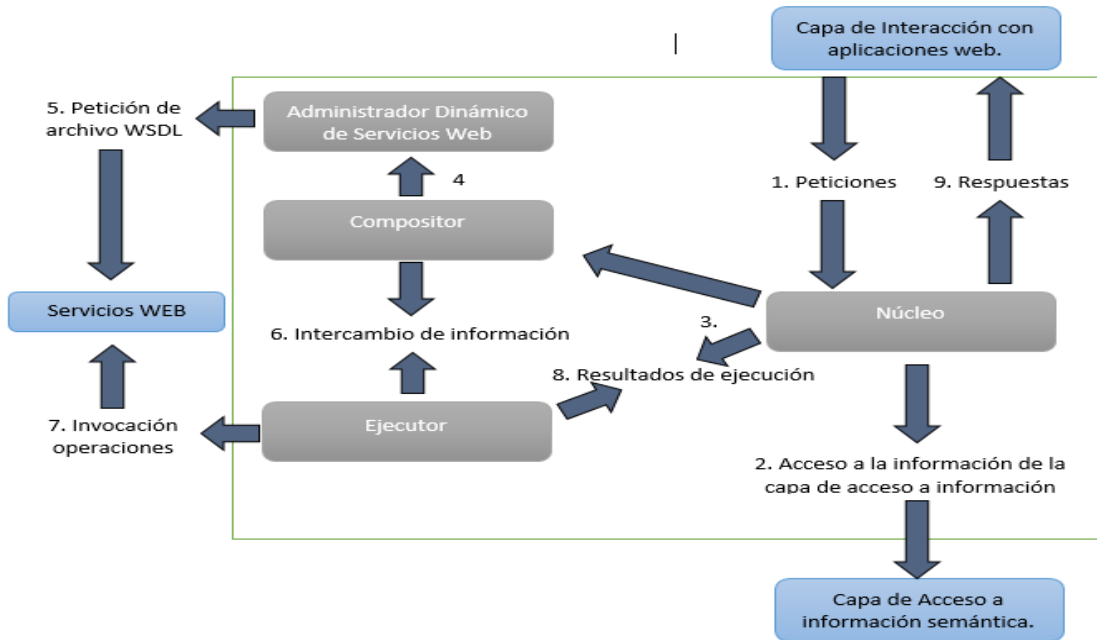 Capa de Interacción con
aplicaciones web.
5. Petición de
archivo WSDL
Administrador Dinámico
de Servicios Web
4
1. Peticiones
9. Respuestas
Compositor
Servicios WEB
Núcleo
3.
6. Intercambio de información
8. Resultados de ejecución
7. Invocación
operaciones
Ejecutor
2. Acceso a la información de la
capa de acceso a información
Capa de Acceso a
información semántica.